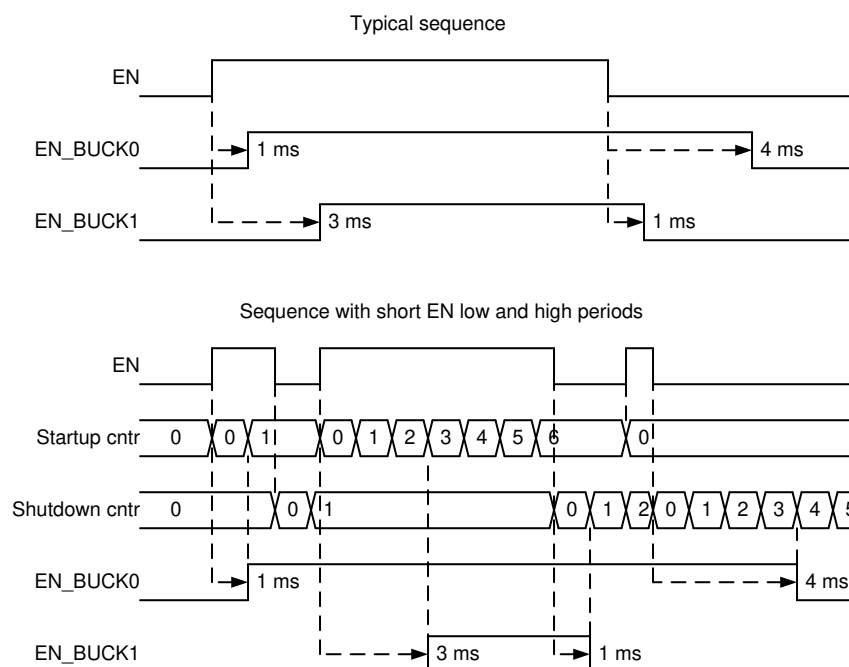 Typical sequence
EN
EN_BUCK0 1 ms 4 ms
EN_BUCK1 3 ms 1 ms
Sequence with short EN low and high periods
EN
Startup cntr 0 0 1 0 1 2 3 4 5 6 0
Shutdown cntr 0 0 1 0 1 2 0 1 2 3 4 5
EN_BUCK0 1 ms 4 ms
EN_BUCK1 3 ms 1 ms